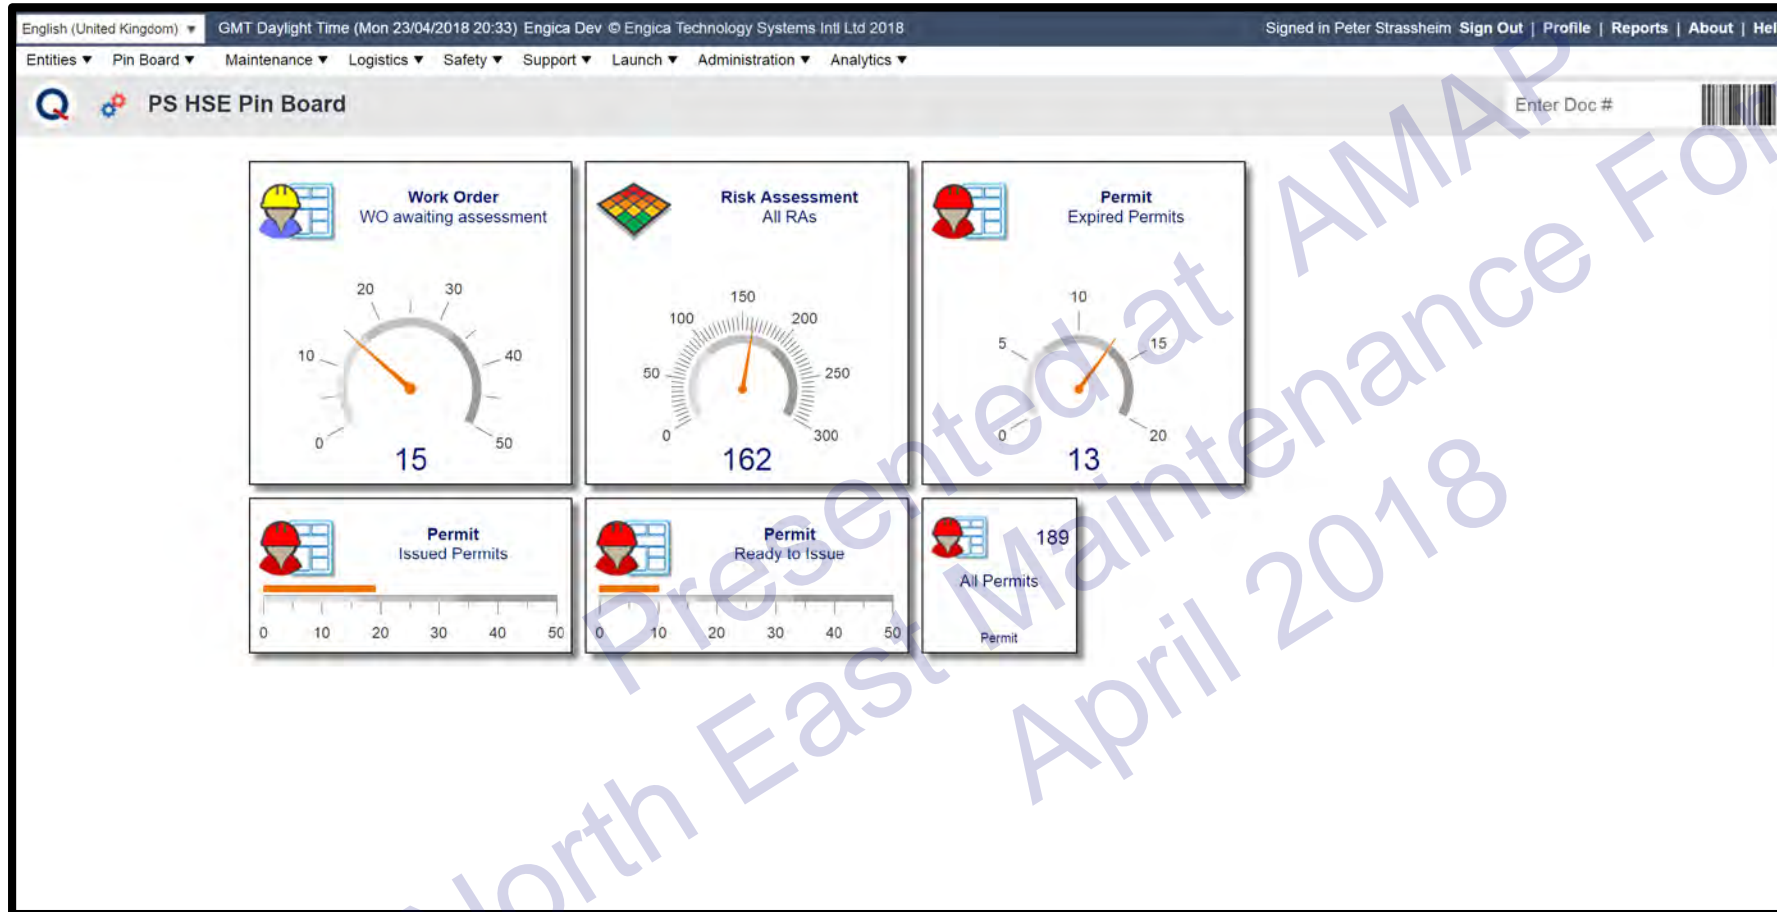 English (United Kingdom) ▼ GMT Daylight Time (Mon 23/04/2018 20:33) Engica Dev © Engica Technology Systems Intl Ltd 2018 Signed in Peter Strassheim Sign Out | Profile | Reports | About | Hel
Entities ▼ Pin Board ▼ Maintenance ▼ Logistics ▼ Safety ▼ Support ▼ Launch ▼ Administration ▼ Analytics ▼
Q PS HSE Pin Board Enter Doc #
Work Order
WO awaiting assessment
0 10 20 30 40 50
15
Risk Assessment
All RAs
0 50 100 150 200 250 300
162
Permit
Expired Permits
0 5 10 15 20
13
Permit
Issued Permits
0 10 20 30 40 50
Permit
Ready to Issue
0 10 20 30 40 50
189
All Permits
Permit
Presented at AMAP
North East Maintenance For
April 2018